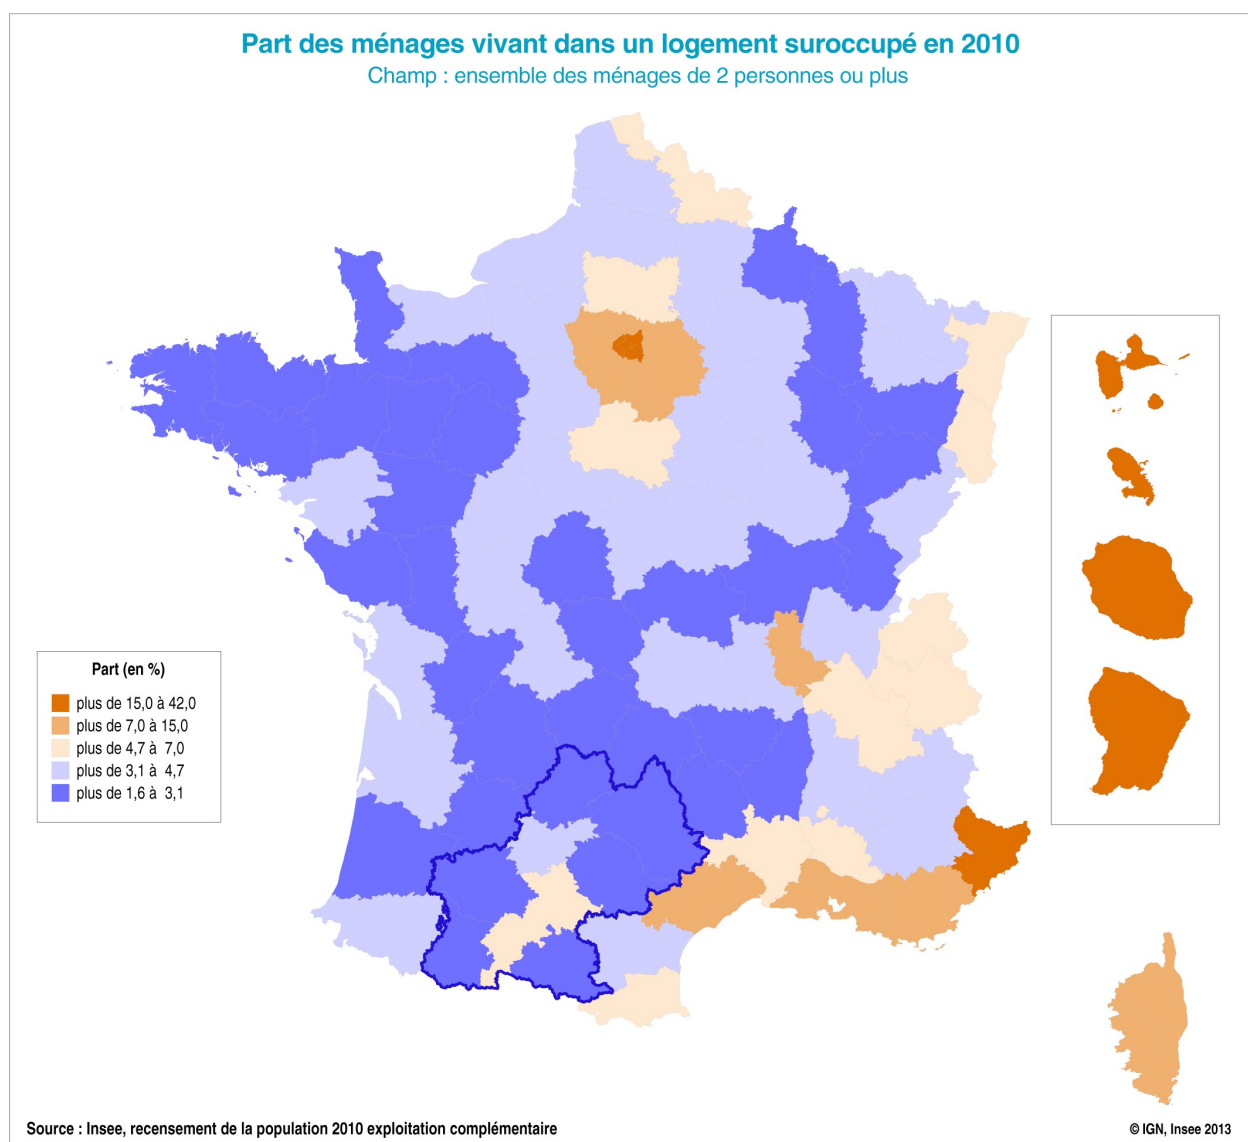 Part des ménages vivant dans un logement suroccupé en 2010
Champ : ensemble des ménages de 2 personnes ou plus
Part (en %)
plus de 15,0 à 42,0
plus de 7,0 à 15,0
plus de 4,7 à 7,0
plus de 3,1 à 4,7
plus de 1,6 à 3,1
Source : Insee, recensement de la population 2010 exploitation complémentaire
© IGN, Insee 2013